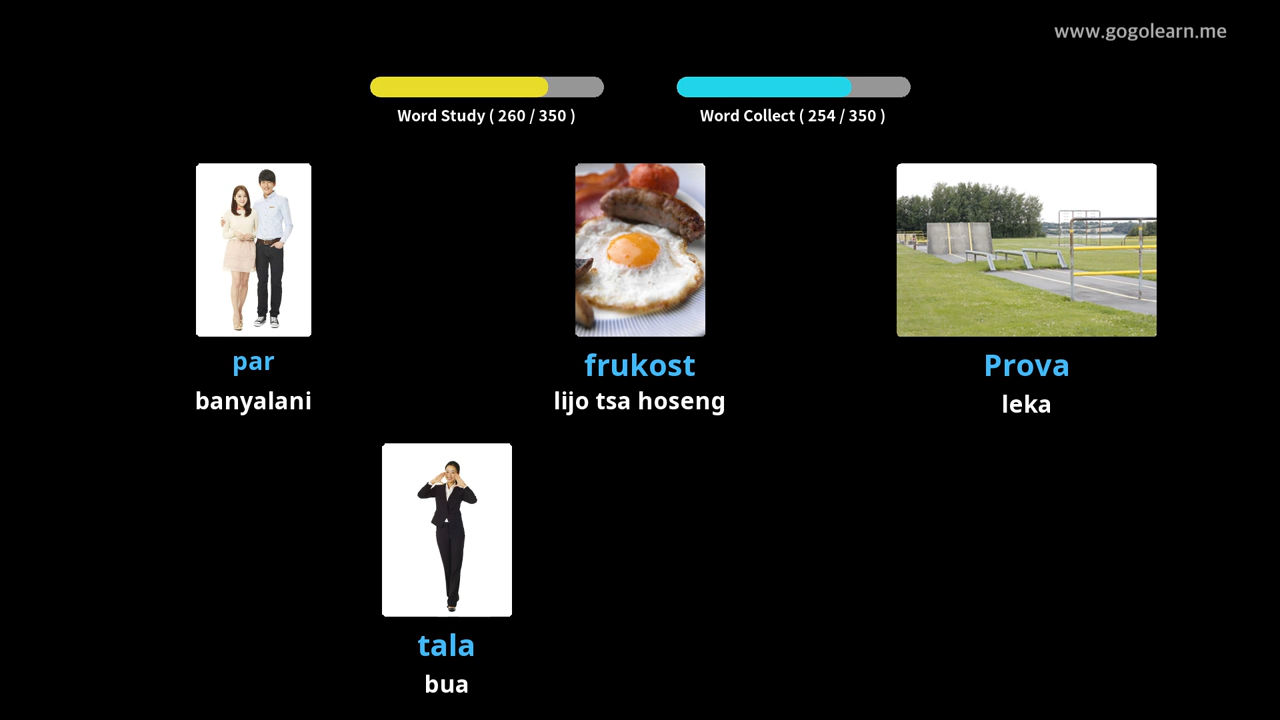 www.gogolearn.me
Word Study ( 260 / 350 )
Word Collect ( 254 / 350 )
par
banyalani
frukost
lijo tsa hoseng
Prova
leka
tala
bua